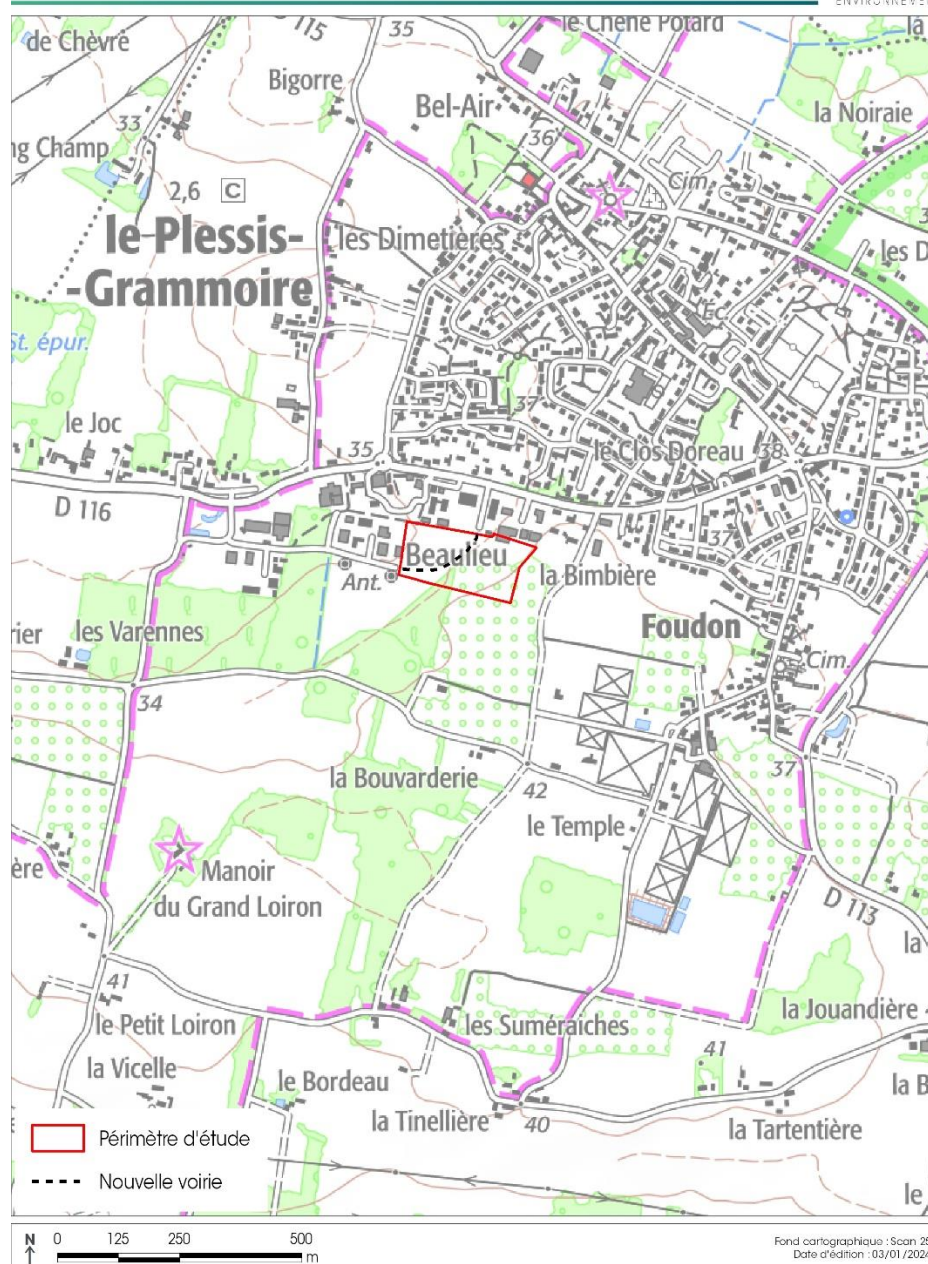 ENVIRONNEMENT
de Chèvre
115
35
le Chêne Potard
la
Bigorre
Bel-Air
la Noiraie
33
ng Champ
36
Cim.
2,6 C
le-Plessis-
-Grammoire
les Dimetières
les D
Éc.
St. épur.
37
le Joc
35
le Clos Doreau
38
D 116
37
Beaulieu
Ant.
la Bimbière
rier
les Varennes
Foudon
Cim.
34
la Bouvarderie
37
42
le Temple
ère
Manoir
du Grand Loiron
D 113
la
41
le Petit Loiron
les Suméraiches
la Jouandière
la Vicelle
41
le Bordeau
la B
la Tinellière
40
la Tartentière
Périmètre d'étude
Nouvelle voirie
le
N
0 125 250 500
m
Fond cartographique : Scan 25
Date d'édition : 03/01/2024